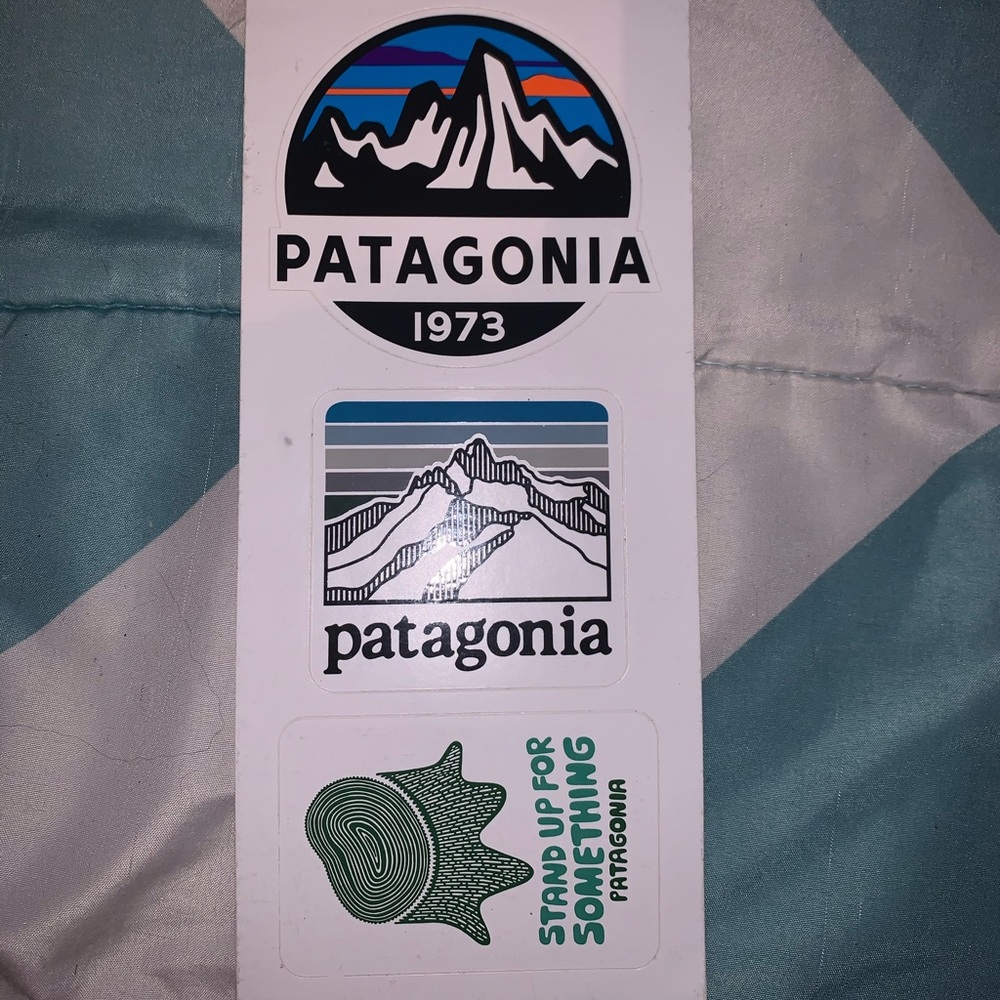 PATAGONIA
1973
patagonia
STAND UP FOR
SOMETHING
PATAGONIA